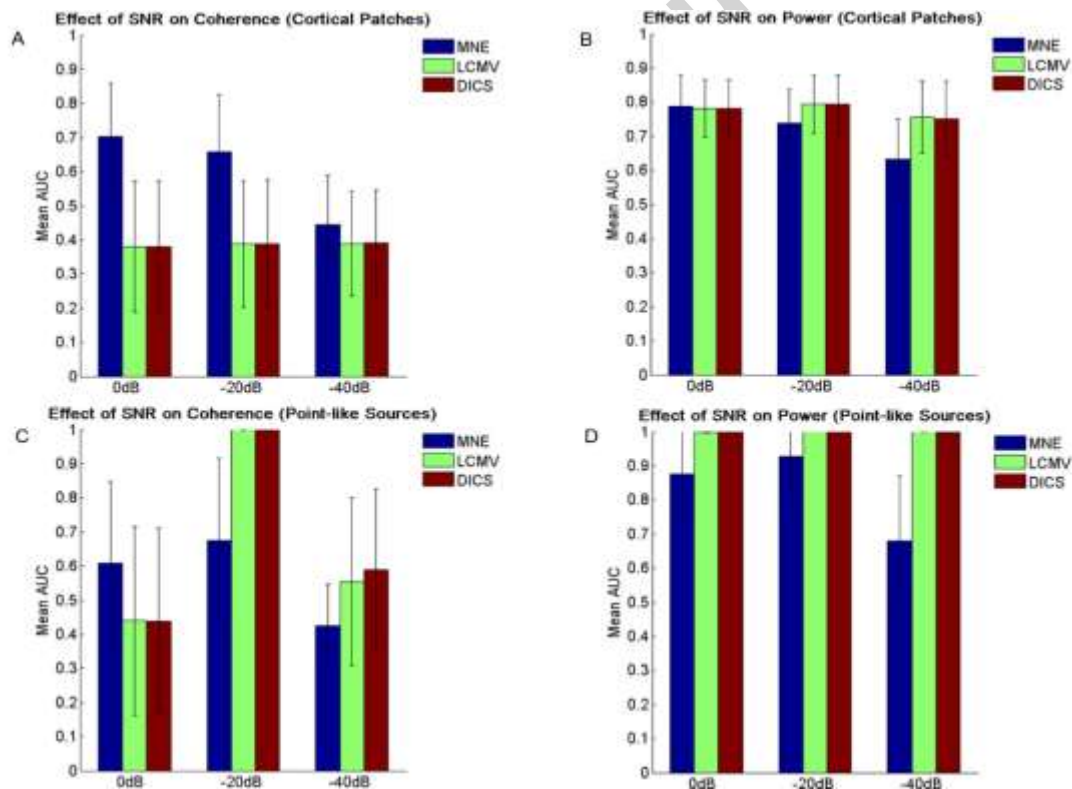 Effect of SNR on Coherence (Cortical Patches)
A
1
0.9
0.8
0.7
0.6
0.5
0.4
0.3
0.2
0.1
0
Mean AUC
0dB
-20dB
-40dB
MNE
LCMV
DICS
Effect of SNR on Power (Cortical Patches)
B
1
0.9
0.8
0.7
0.6
0.5
0.4
0.3
0.2
0.1
0
Mean AUC
0dB
-20dB
-40dB
MNE
LCMV
DICS
Effect of SNR on Coherence (Point-like Sources)
C
1
0.9
0.8
0.7
0.6
0.5
0.4
0.3
0.2
0.1
0
Mean AUC
0dB
-20dB
-40dB
MNE
LCMV
DICS
Effect of SNR on Power (Point-like Sources)
D
1
0.9
0.8
0.7
0.6
0.5
0.4
0.3
0.2
0.1
0
Mean AUC
0dB
-20dB
-40dB
MNE
LCMV
DICS